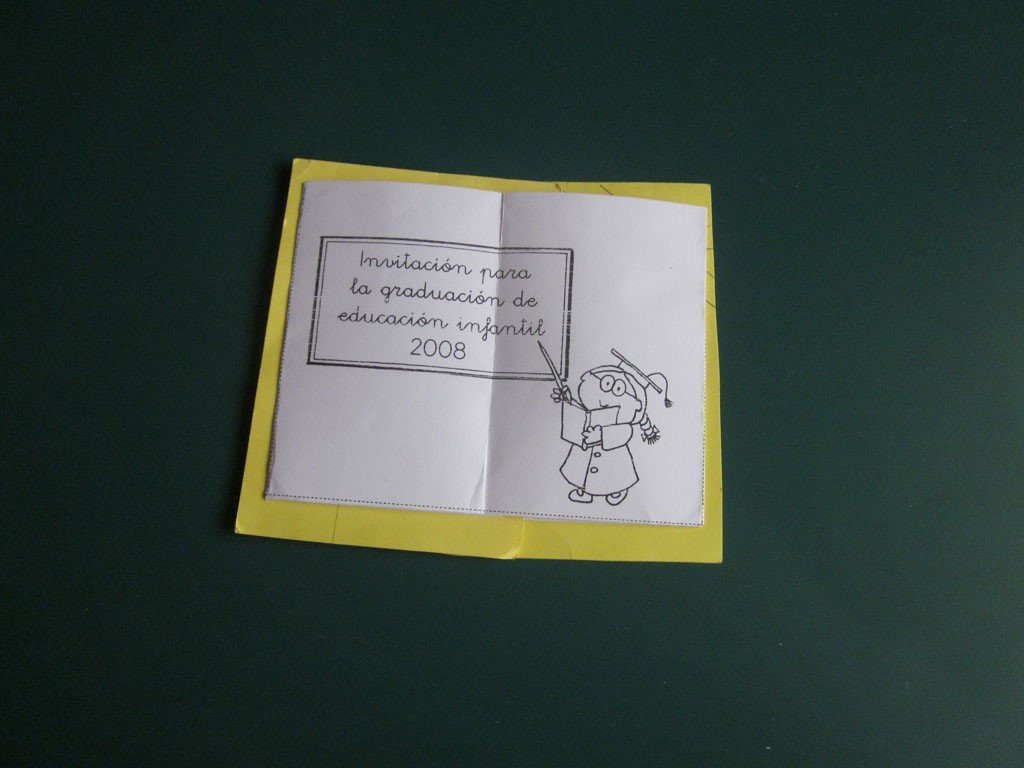 Invitación para
la graduación de
educación infantil
2008